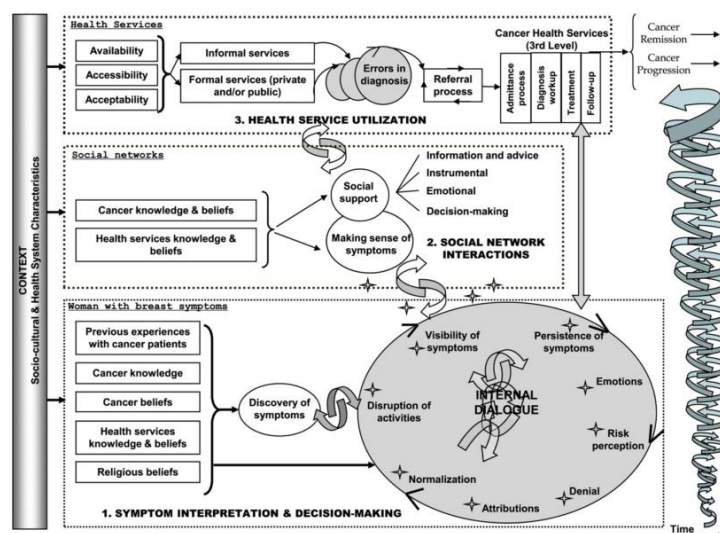 Health Services
Availability
Accessibility
Acceptability
Informal services
Formal services (private
and/or public)
Errors in
diagnosis
Referral
process
Cancer Health Services
(3rd Level)
Admittance
process
Diagnosis
workup
Treatment
Follow-up
Cancer
Remission
Cancer
Progression
3. HEALTH SERVICE UTILIZATION
Social networks
Cancer knowledge & beliefs
Health services knowledge &
beliefs
Social
support
Making sense of
symptoms
Information and advice
Instrumental
Emotional
Decision-making
2. SOCIAL NETWORK
INTERACTIONS
CONTEXT
Socio-cultural & Health System Characteristics
Woman with breast symptoms
Previous experiences
with cancer patients
Cancer knowledge
Cancer beliefs
Health services
knowledge & beliefs
Religious beliefs
Discovery of
symptoms
Visibility of
symptoms
Persistence of
symptoms
Disruption of
activities
INTERNAL
DIALOGUE
Emotions
Risk
perception
Normalization
Denial
Attributions
1. SYMPTOM INTERPRETATION & DECISION-MAKING
Time